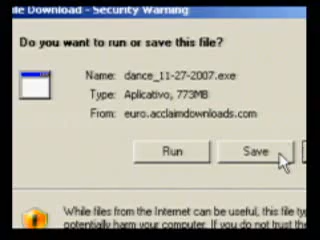 ile Download - Security Warning
Do you want to run or save this file?
Name: dance_11-27-2007.exe
Type: Aplicativo, 773MB
From: euro.acclaimdownloads.com
Run Save
While files from the Internet can be useful, this file ty
potentially harm your computer. If you do not trust the